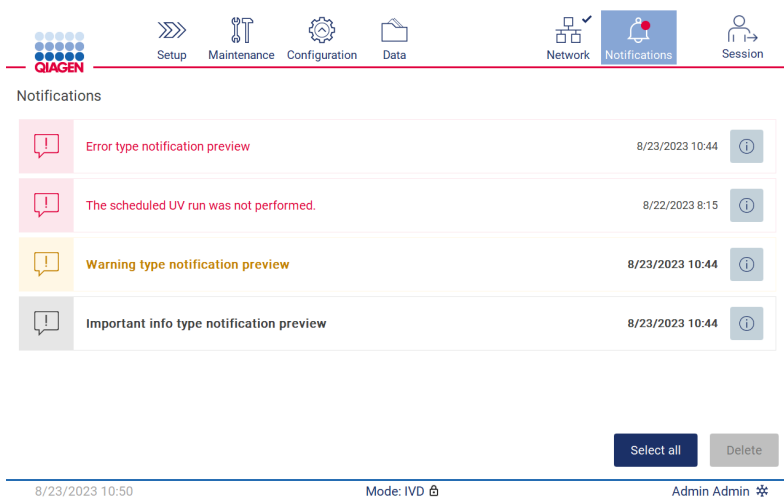 QIAGEN
Setup
Maintenance
Configuration
Data
Network
Notifications
Session
Notifications
Error type notification preview 8/23/2023 10:44
The scheduled UV run was not performed. 8/22/2023 8:15
Warning type notification preview 8/23/2023 10:44
Important info type notification preview 8/23/2023 10:44
Select all
Delete
8/23/2023 10:50 Mode: IVD Admin Admin